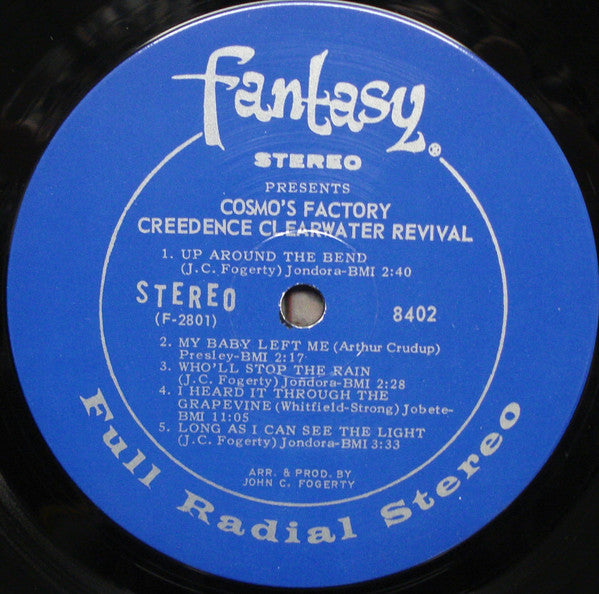 fantasy®
STEREO
PRESENTS
COSMO'S FACTORY
CREEDENCE CLEARWATER REVIVAL
1. UP AROUND THE BEND
(J.C. Fogerty) Jondora-BMI 2:40
STEREO
(F-2801)
8402
2. MY BABY LEFT ME (Arthur Crudup)
Presley-BMI 2:17
3. WHO'LL STOP THE RAIN
(J.C. Fogerty) Jondora-BMI 2:28
4. I HEARD IT THROUGH THE
GRAPEVINE (Whitfield-Strong) Jobete-
BMI 11:05
5. LONG AS I CAN SEE THE LIGHT
(J.C. Fogerty) Jondora-BMI 3:33
ARR. & PROD. BY
JOHN C. FOGERTY
Full Radial Stereo